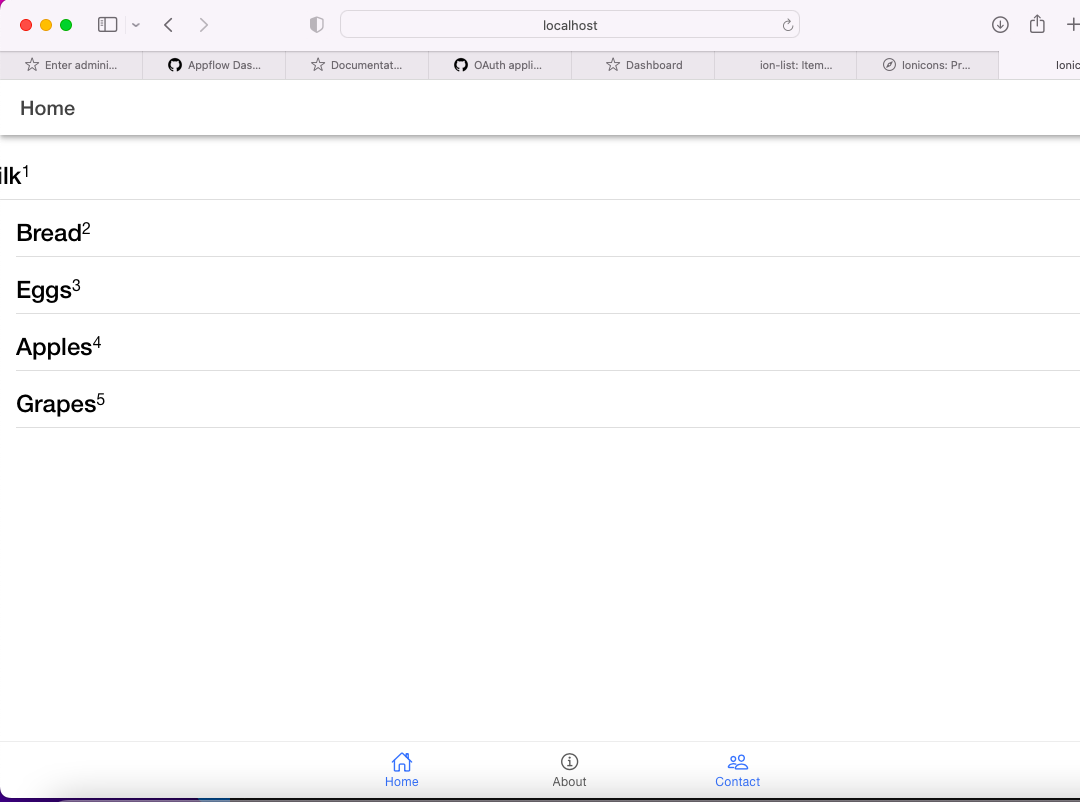 localhost
Enter admini... Appflow Das... Documentat... OAuth appli... Dashboard ion-list: Item... Ionicons: Pr... Ionic
Home
ilk1
Bread2
Eggs3
Apples4
Grapes5
Home About Contact